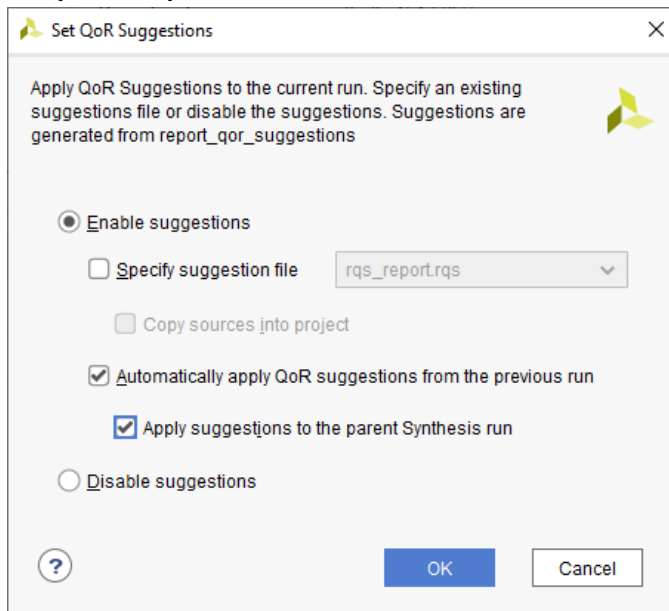 Set QoR Suggestions
Apply QoR Suggestions to the current run. Specify an existing
suggestions file or disable the suggestions. Suggestions are
generated from report_qor_suggestions
Enable suggestions
Specify suggestion file rqs_report.rqs
Copy sources into project
Automatically apply QoR suggestions from the previous run
Apply suggestions to the parent Synthesis run
Disable suggestions
? OK Cancel